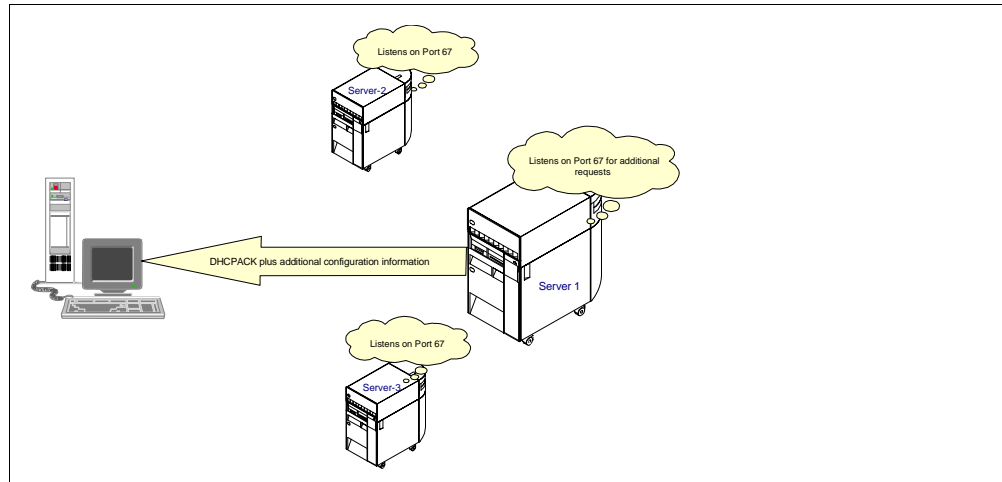 Listens on Port 67
Server-2
Listens on Port 67 for additional
requests
DHCPACK plus additional configuration information
Server 1
Listens on Port 67
Server-3